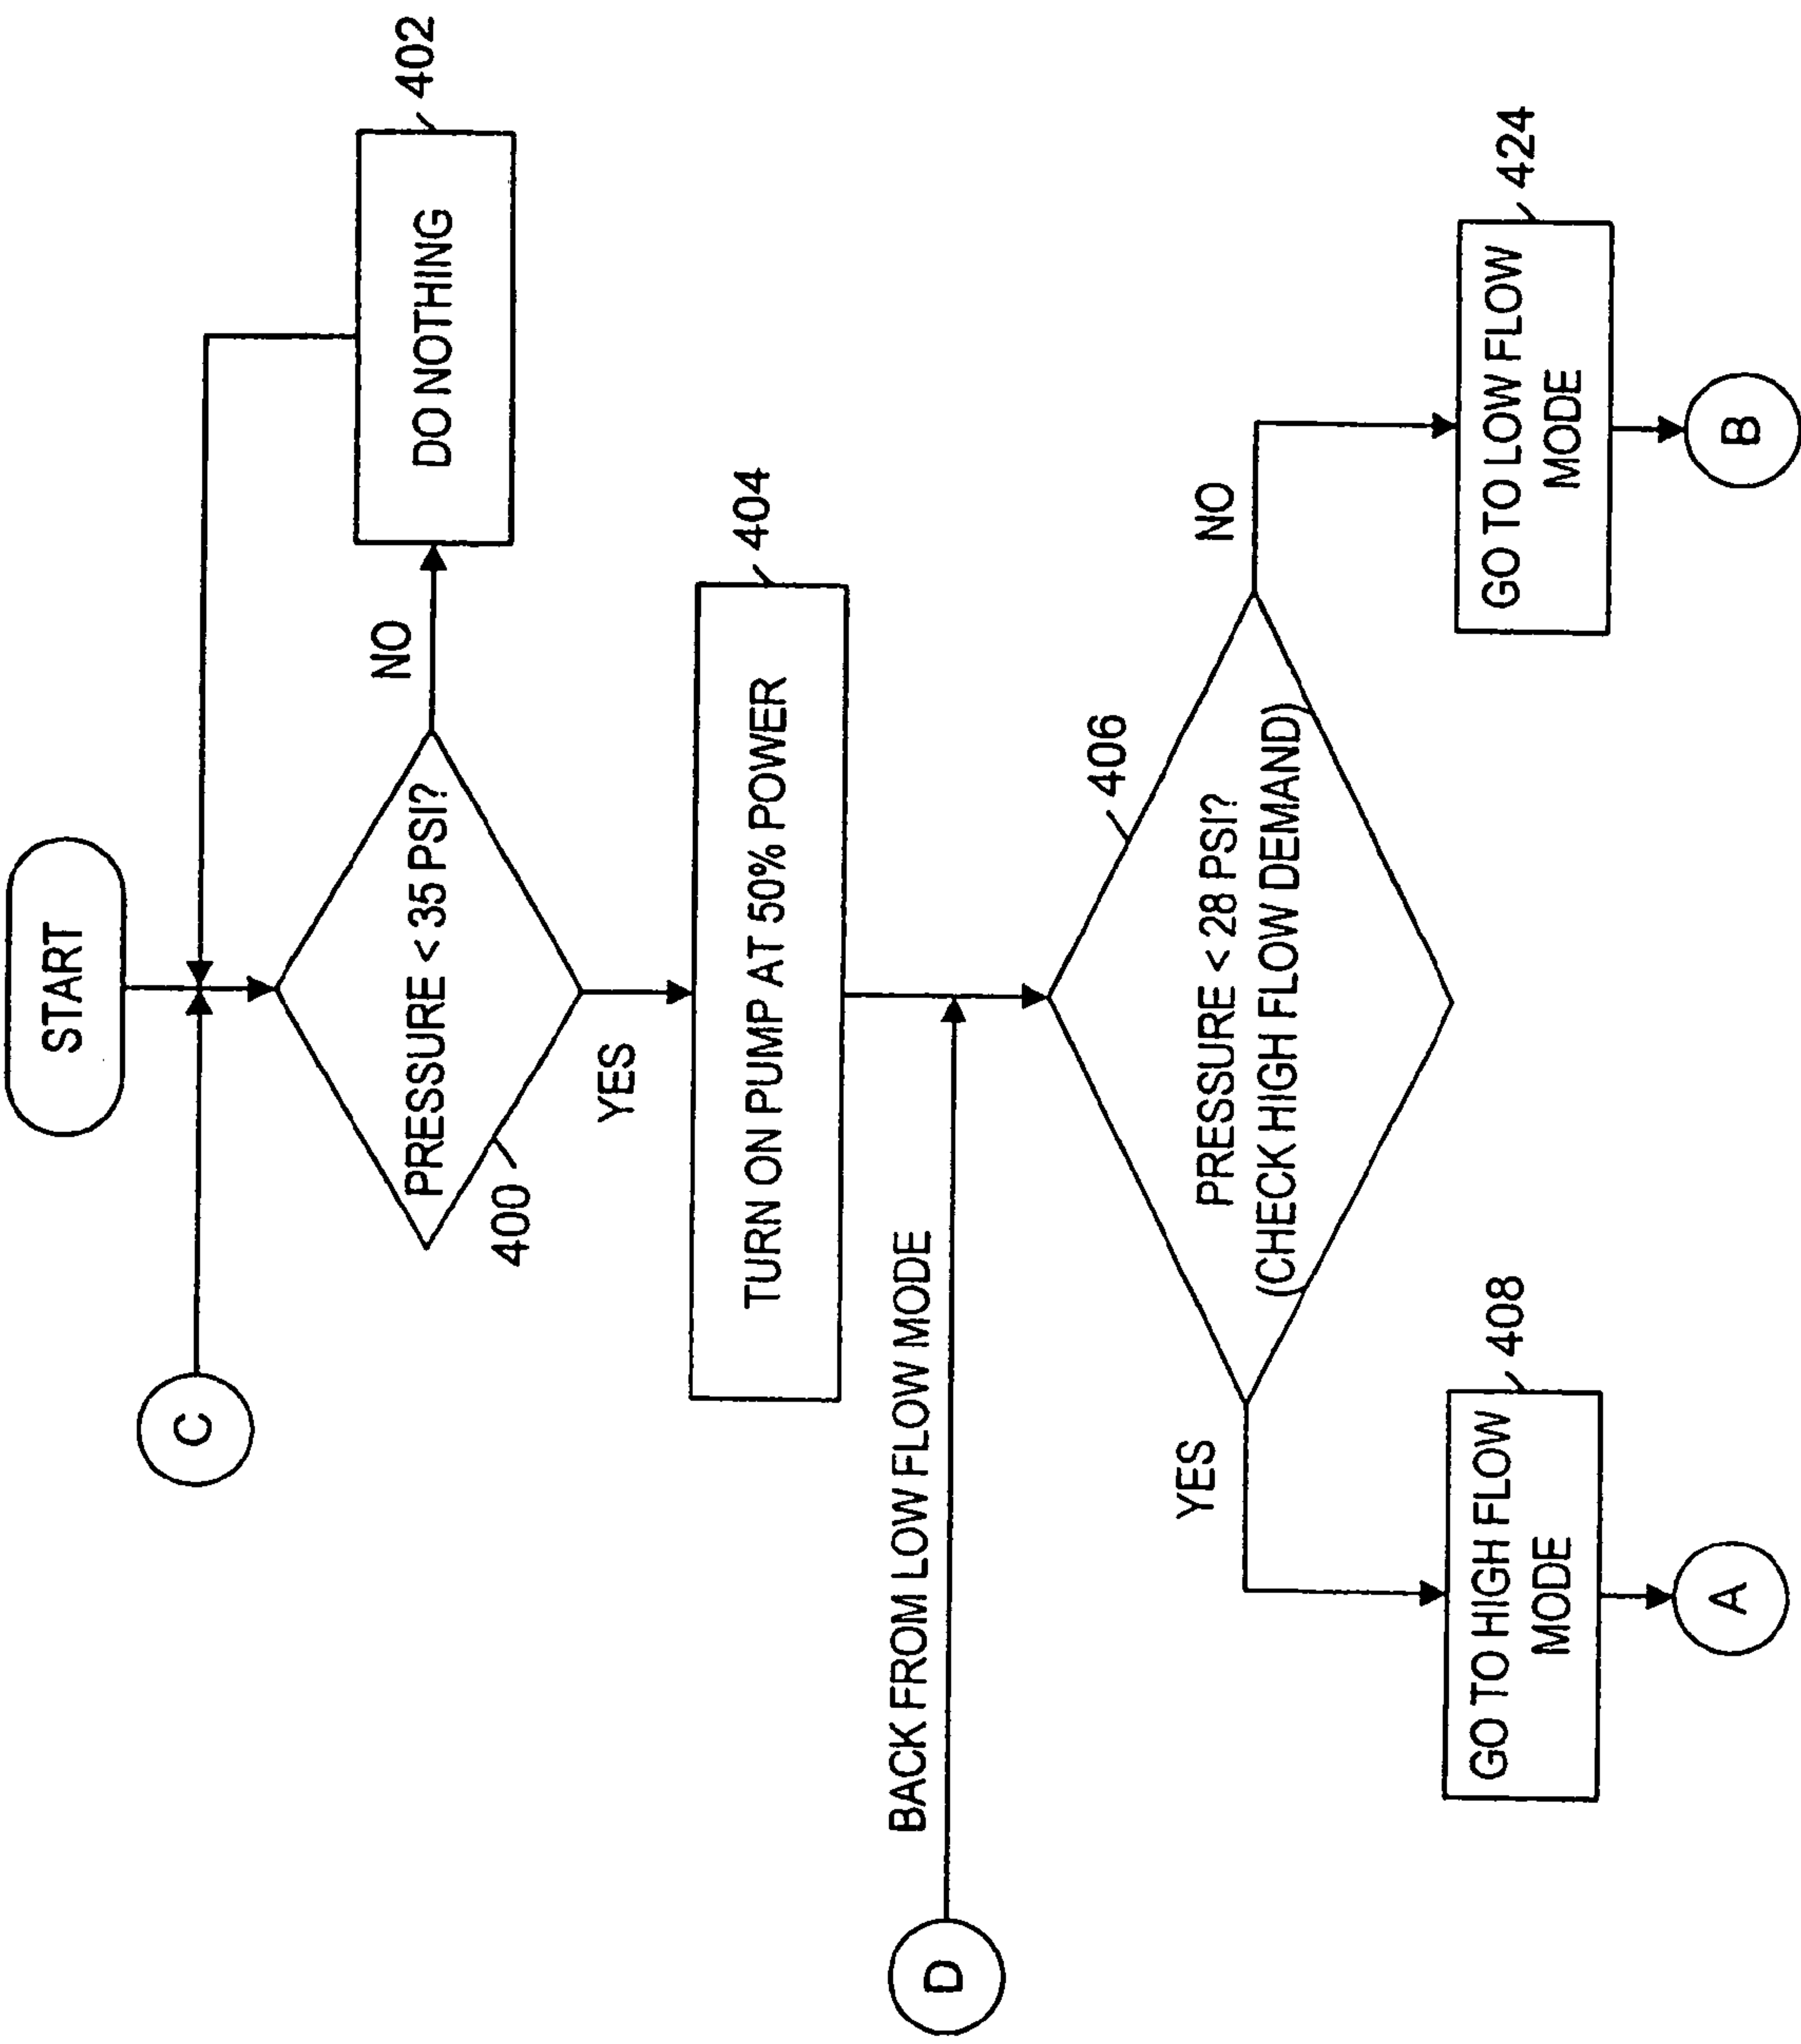 START
C
PRESSURE < 35 PSI?
400
NO
DO NOTHING
402
YES
TURN ON PUMP AT 50% POWER
404
D
BACK FROM LOW FLOW MODE
406
PRESSURE < 28 PSI?
(CHECK HIGH FLOW DEMAND)
YES
NO
GO TO HIGH FLOW
MODE
408
GO TO LOW FLOW
MODE
424
A
B